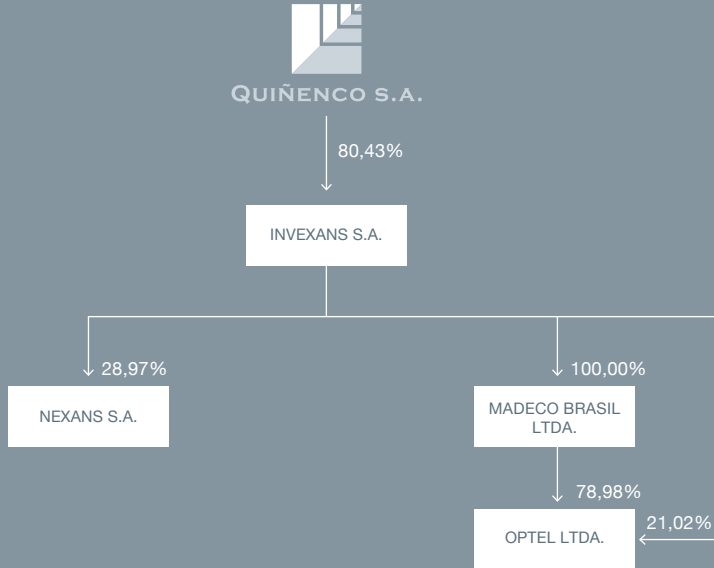 QUIÑENCO S.A.
80,43%
INVEXANS S.A.
28,97%
100,00%
NEXANS S.A.
MADECO BRASIL
LTDA.
78,98%
OPTEL LTDA.
21,02%